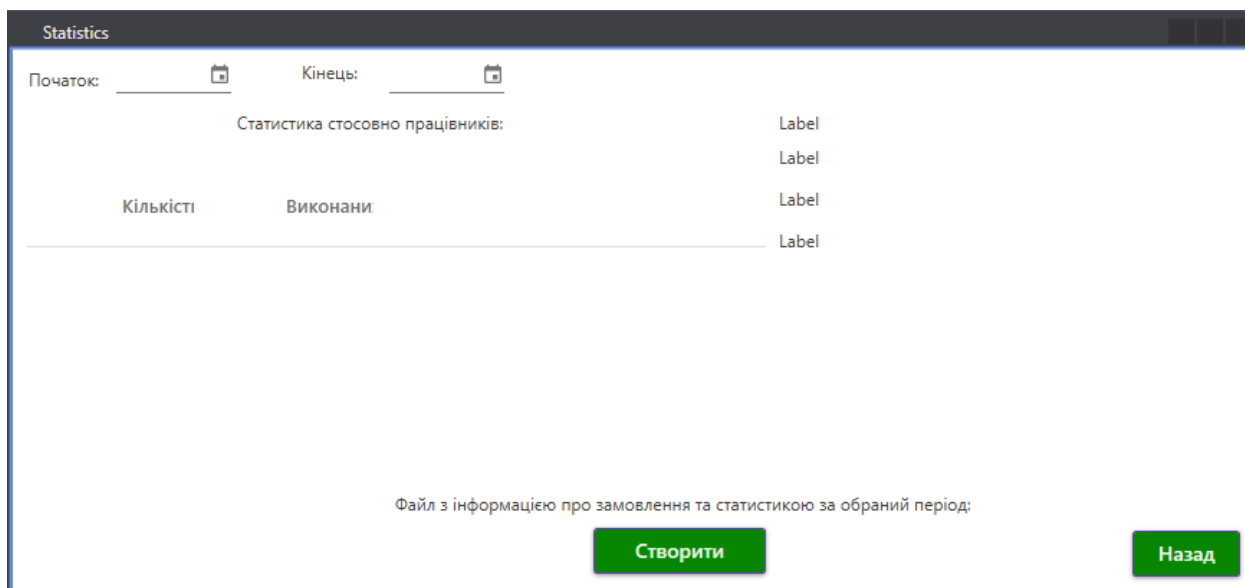 Statistics
Початок:
Кінець:
Статистика стосовно працівників:
Label
Label
Кількісті
Виконани
Label
Label
Файл з інформацією про замовлення та статистикою за обраний період:
Створити
Назад